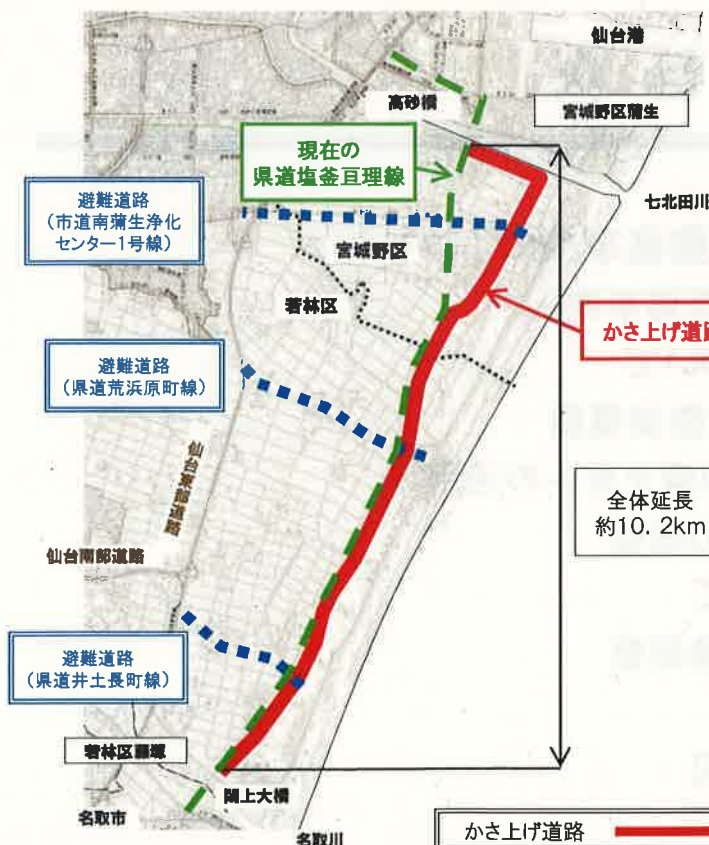 仙台港
高砂橋
宮城野区蒲生
現在の
県道塩釜亘理線
七北田川
避難道路
(市道南蒲生浄化
センター1号線)
宮城野区
若林区
かさ上げ道路
避難道路
(県道荒浜原町線)
仙台東部道路
全体延長
約10.2km
仙台南部道路
避難道路
(県道井土長町線)
若林区藤塚
閖上大橋
名取市
名取川
かさ上げ道路